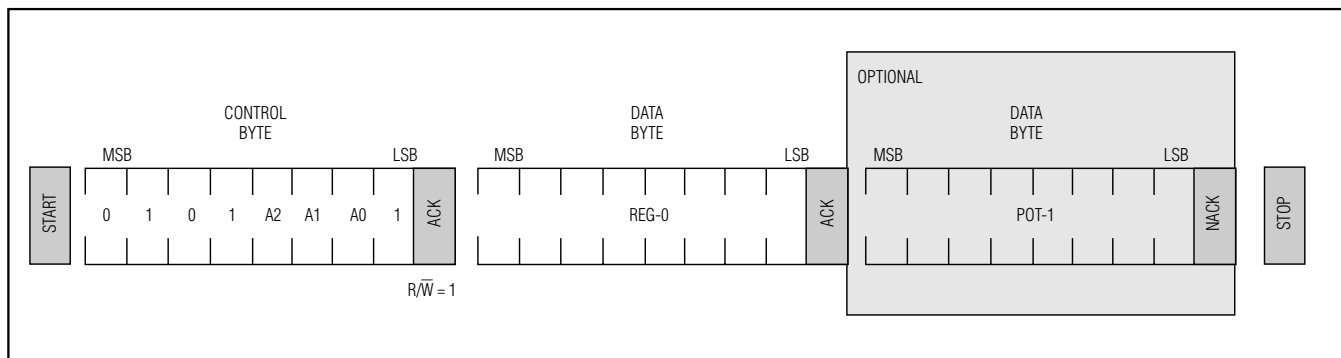 OPTIONAL
CONTROL
BYTE
DATA
BYTE
DATA
BYTE
MSB LSB MSB LSB MSB LSB
START 0 1 0 1 A2 A1 A0 1 ACK REG-0 ACK POT-1 NACK STOP
R/W̅ = 1